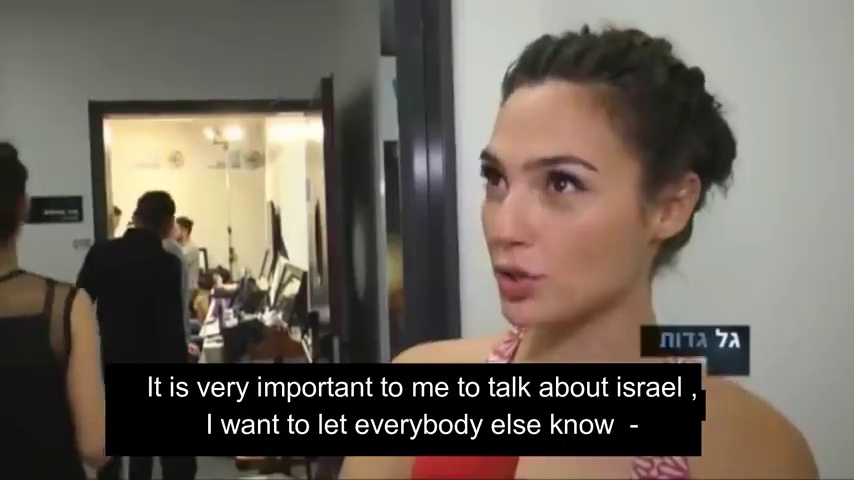 גל גדות
It is very important to me to talk about israel ,
I want to let everybody else know -